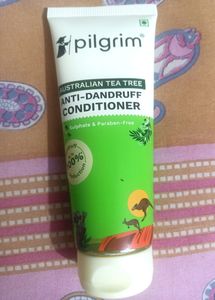 pilgrim
AUSTRALIAN TEA TREE
ANTI-DANDRUFF
CONDITIONER
Sulphate & Paraben-Free